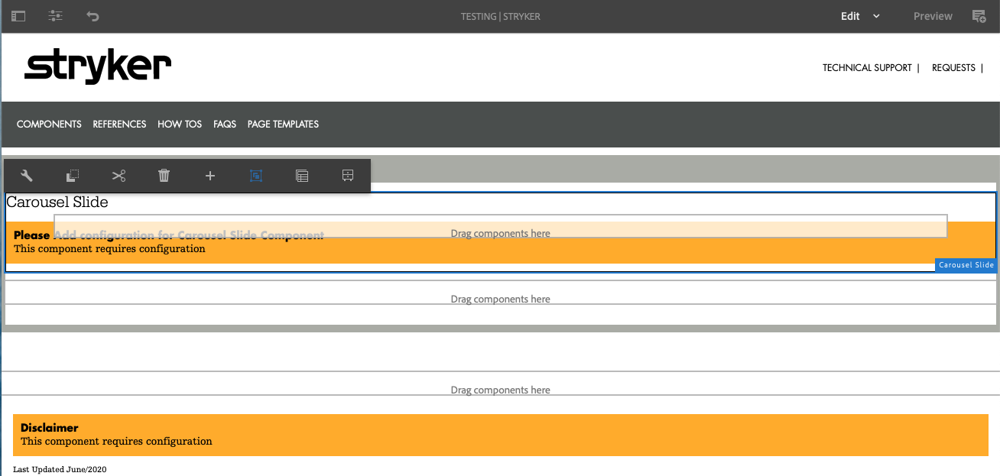 TESTING | STRYKER
Edit
Preview
stryker
TECHNICAL SUPPORT |
REQUESTS |
COMPONENTS REFERENCES HOW TOS FAQS PAGE TEMPLATES
Carousel Slide
Please Add configuration for Carousel Slide Component
Drag components here
This component requires configuration
Carousel Slide
Drag components here
Drag components here
Disclaimer
This component requires configuration
Last Updated June/2020